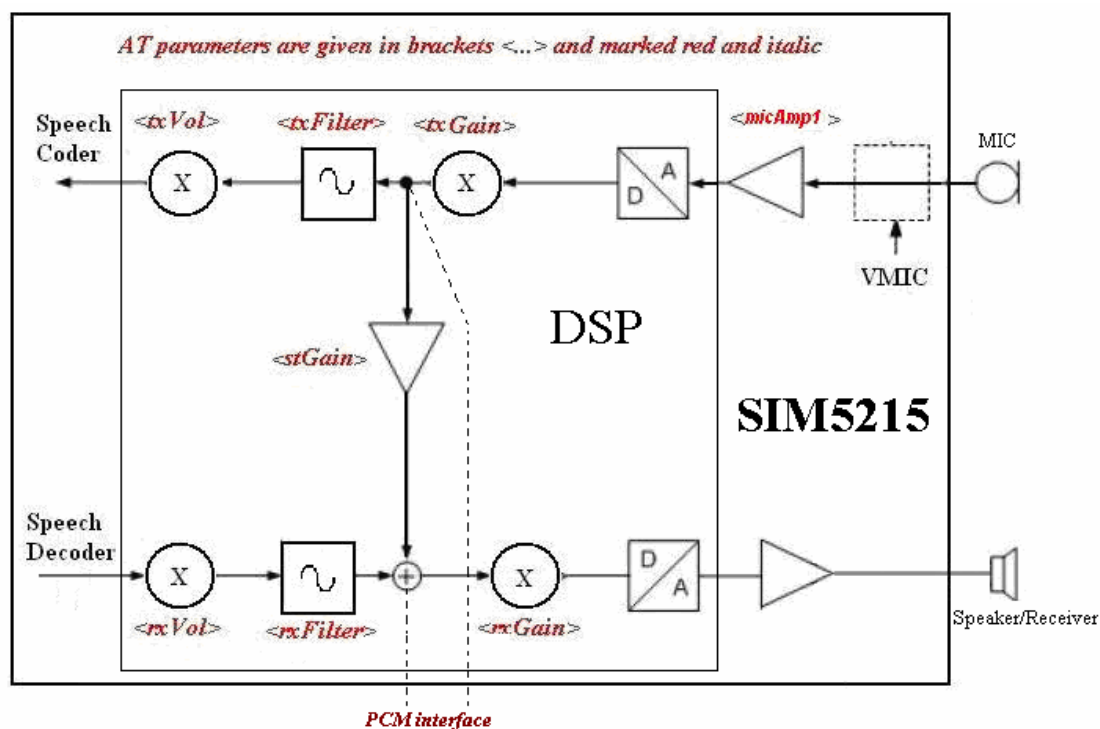 AT parameters are given in brackets <...> and marked red and italic
Speech
Coder
<txVol>
<txFilter>
<txGain>
A
D
<micAmp1 >
MIC
X
X
VMIC
DSP
<stGain>
SIM5215
Speech
Decoder
X
X
D
A
<rxVol>
<rxFilter>
<rxGain>
Speaker/Receiver
PCM interface